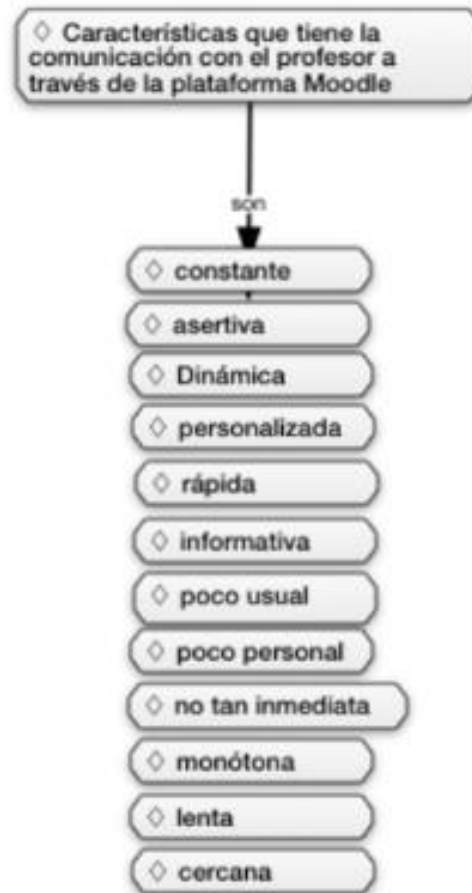 Características que tiene la
comunicación con el profesor a
través de la plataforma Moodle
son
constante
asertiva
Dinámica
personalizada
rápida
informativa
poco usual
poco personal
no tan inmediata
monótona
lenta
cercana